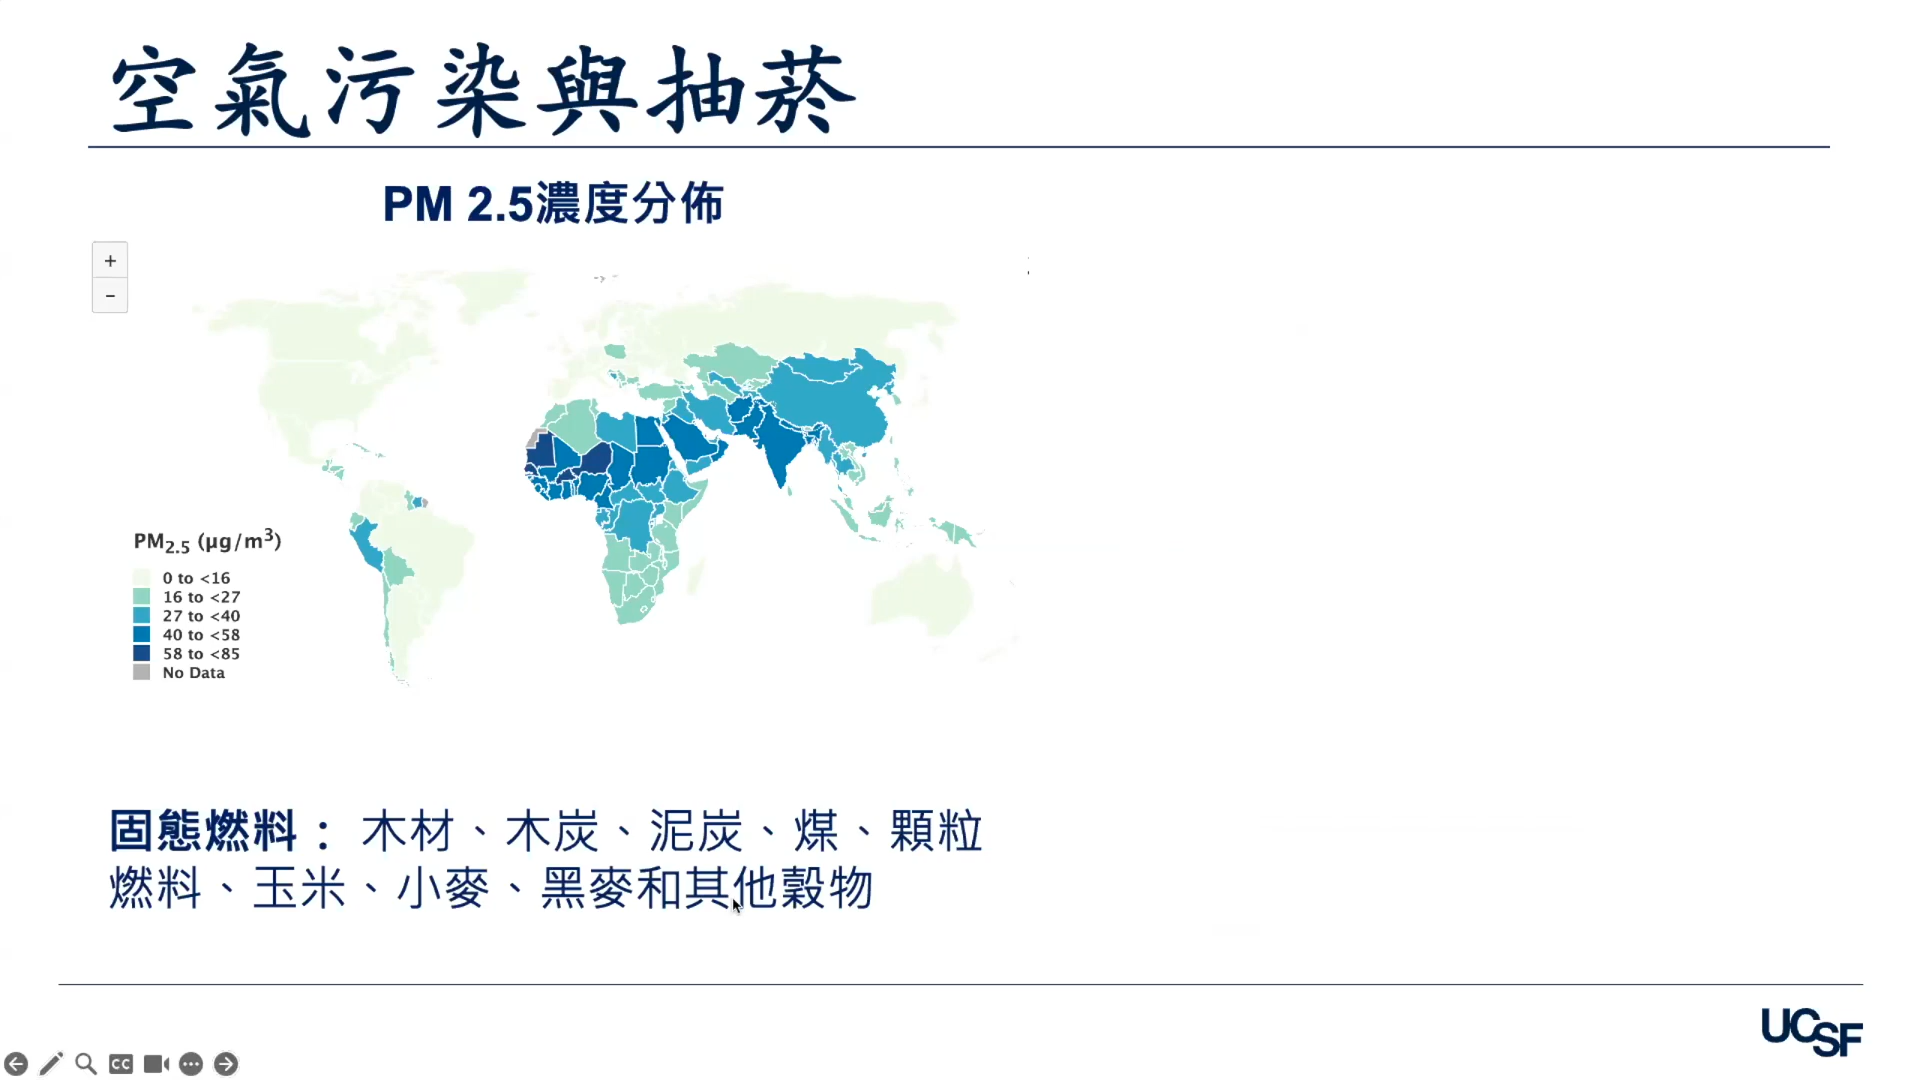 空氣污染與抽菸
PM 2.5濃度分佈
+
−
PM2.5 (µg/m3)
0 to <16
16 to <27
27 to <40
40 to <58
58 to <85
No Data
固態燃料： 木材、木炭、泥炭、煤、顆粒
燃料、玉米、小麥、黑麥和其他穀物
UCSF
CC